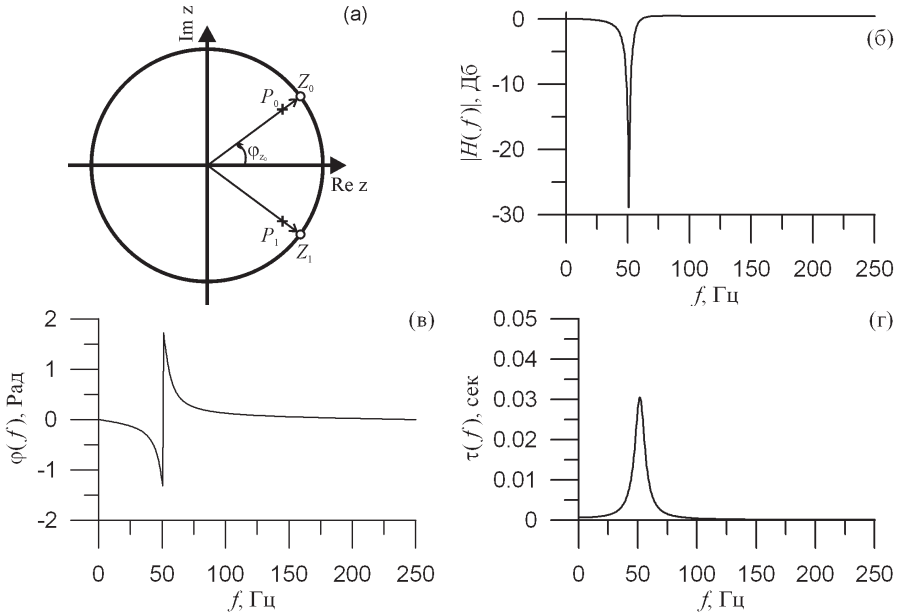 (а)
Im z
Z0
P0
φz0
Re z
P1
Z1
(б)
|H(f)|, Дб
0
-10
-20
-30
0 50 100 150 200 250
f, Гц
(в)
φ(f), Рад
2
1
0
-1
-2
0 50 100 150 200 250
f, Гц
(г)
τ(f), сек
0.05
0.04
0.03
0.02
0.01
0
0 50 100 150 200 250
f, Гц